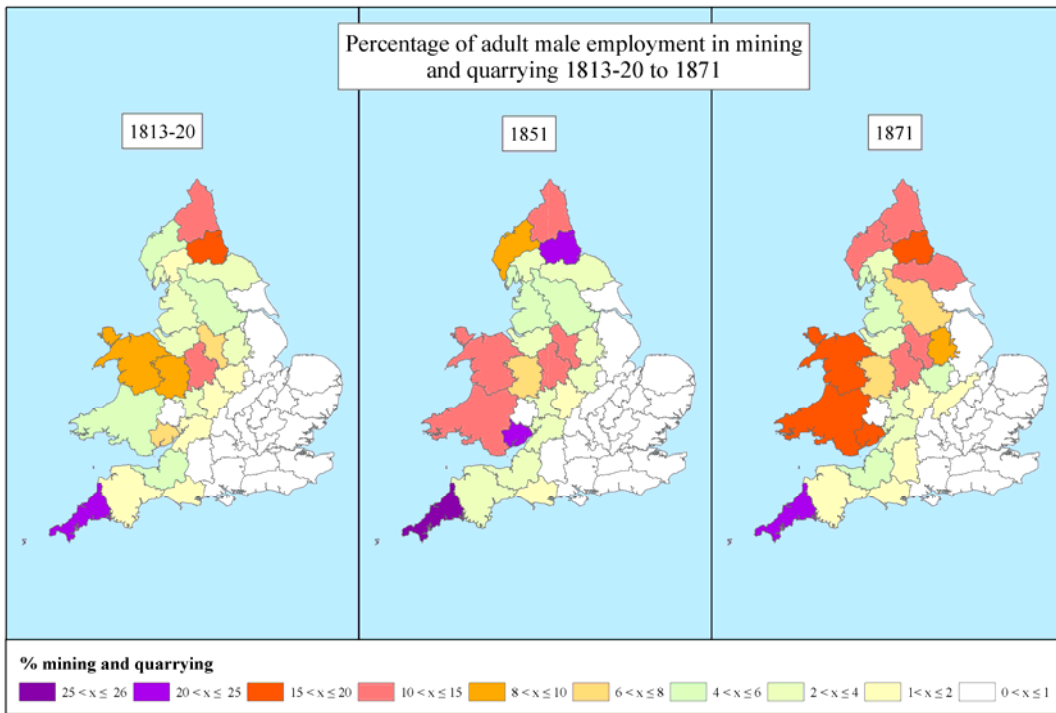 Percentage of adult male employment in mining
and quarrying 1813-20 to 1871
1813-20
1851
1871
% mining and quarrying
25 < x ≤ 26
20 < x ≤ 25
15 < x ≤ 20
10 < x ≤ 15
8 < x ≤ 10
6 < x ≤ 8
4 < x ≤ 6
2 < x ≤ 4
1< x ≤ 2
0 < x ≤ 1